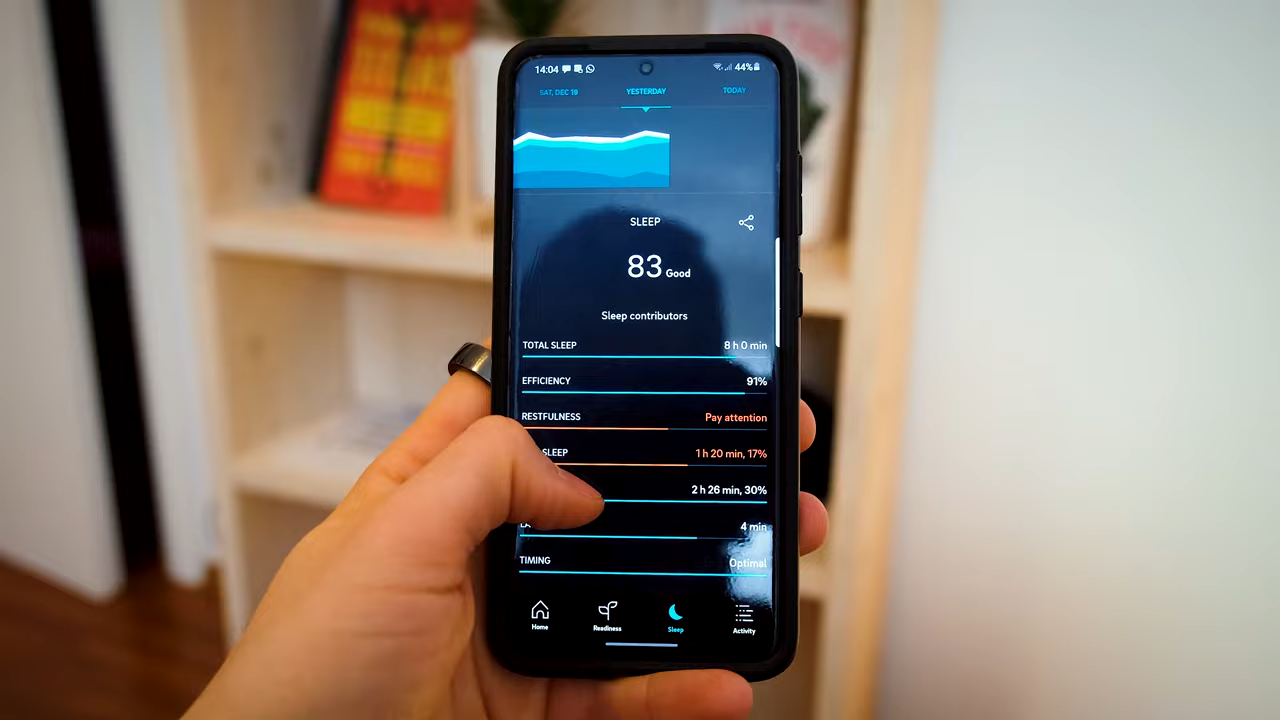 14:04 44%
SAT, DEC 19 YESTERDAY TODAY
SLEEP
83 Good
Sleep contributors
TOTAL SLEEP 8 h 0 min
EFFICIENCY 91%
RESTFULNESS Pay attention
SLEEP 1 h 20 min, 17%
2 h 26 min, 30%
4 min
TIMING Optimal
Home Readiness Sleep Activity